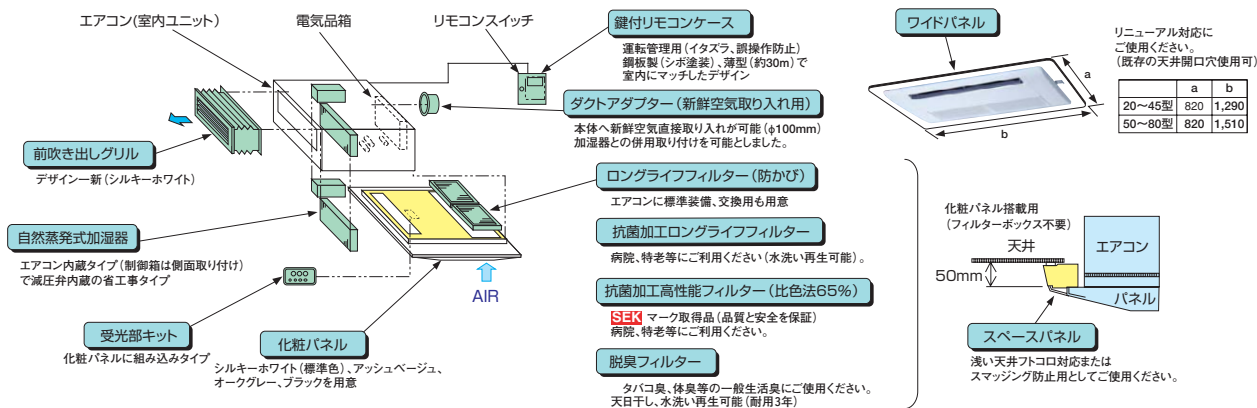 エアコン(室内ユニット)
電気品箱
リモコンスイッチ
鍵付リモコンケース
運転管理用(イタズラ、誤操作防止)
鋼板製(シボ塗装)、薄型(約30m)で
室内にマッチしたデザイン
ダクトアダプター(新鮮空気取り入れ用)
本体へ新鮮空気直接取り入れが可能(φ100mm)
加湿器との併用取り付けを可能としました。
前吹き出しグリル
デザイン一新(シルキーホワイト)
ロングライフフィルター(防かび)
エアコンに標準装備、交換用も用意
自然蒸発式加湿器
エアコン内蔵タイプ(制御箱は側面取り付け)
で減圧弁内蔵の省工事タイプ
抗菌加工ロングライフフィルター
病院、特老等にご利用ください(水洗い再生可能)。
AIR
抗菌加工高性能フィルター(比色法65%)
SEK マーク取得品(品質と安全を保証)
病院、特老等にご利用ください。
受光部キット
化粧パネルに組み込みタイプ
化粧パネル
シルキーホワイト(標準色)、アッシュベージュ、
オークグレー、ブラックを用意
脱臭フィルター
タバコ臭、体臭等の一般生活臭にご使用ください。
天日干し、水洗い再生可能(耐用3年)
ワイドパネル
a
b
リニューアル対応に
ご使用ください。
(既存の天井開口穴使用可)
a b
20〜45型 820 1,290
50〜80型 820 1,510
化粧パネル搭載用
(フィルターボックス不要)
天井
エアコン
50mm
パネル
スペースパネル
浅い天井フトコロ対応または
スマッジング防止用としてご使用ください。